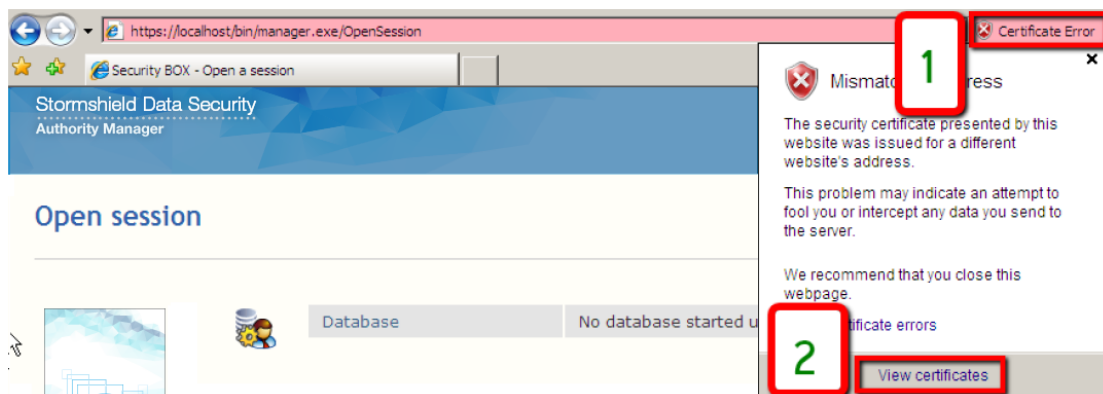 https://localhost/bin/manager.exe/OpenSession
Certificate Error
Security BOX - Open a session
1
Stormshield Data Security
Authority Manager
The security certificate presented by this
website was issued for a different
website's address.
This problem may indicate an attempt to
fool you or intercept any data you send to
the server.
We recommend that you close this
webpage.
Open session
Database
No database started
errors
2
View certificates